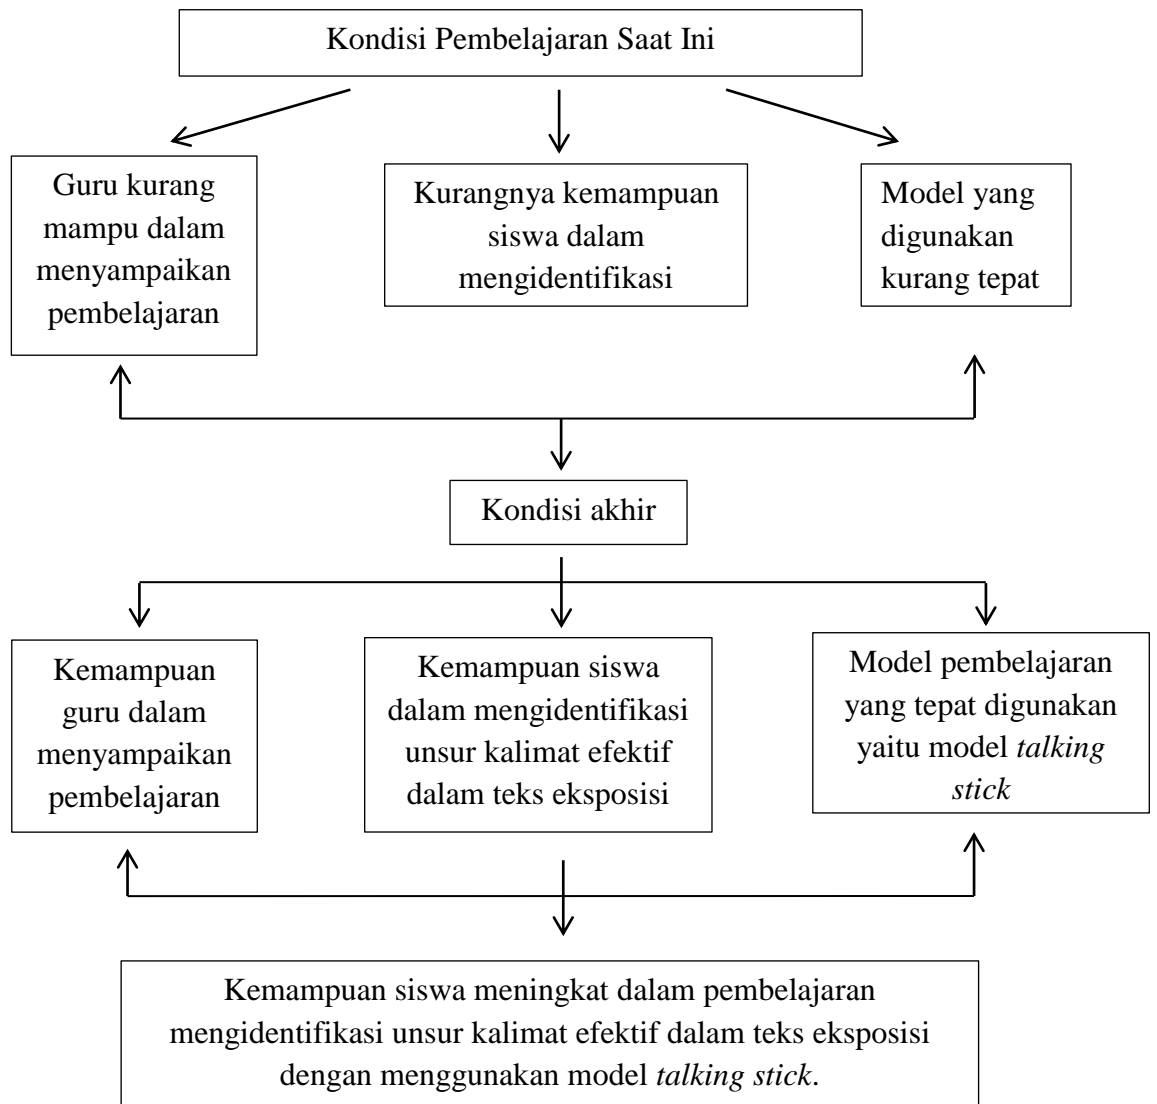 Kondisi Pembelajaran Saat Ini
Guru kurang
mampu dalam
menyampaikan
pembelajaran
Kurangnya kemampuan
siswa dalam
mengidentifikasi
Model yang
digunakan
kurang tepat
Kondisi akhir
Kemampuan
guru dalam
menyampaikan
pembelajaran
Kemampuan siswa
dalam mengidentifikasi
unsur kalimat efektif
dalam teks eksposisi
Model pembelajaran
yang tepat digunakan
yaitu model talking
stick
Kemampuan siswa meningkat dalam pembelajaran
mengidentifikasi unsur kalimat efektif dalam teks eksposisi
dengan menggunakan model talking stick.